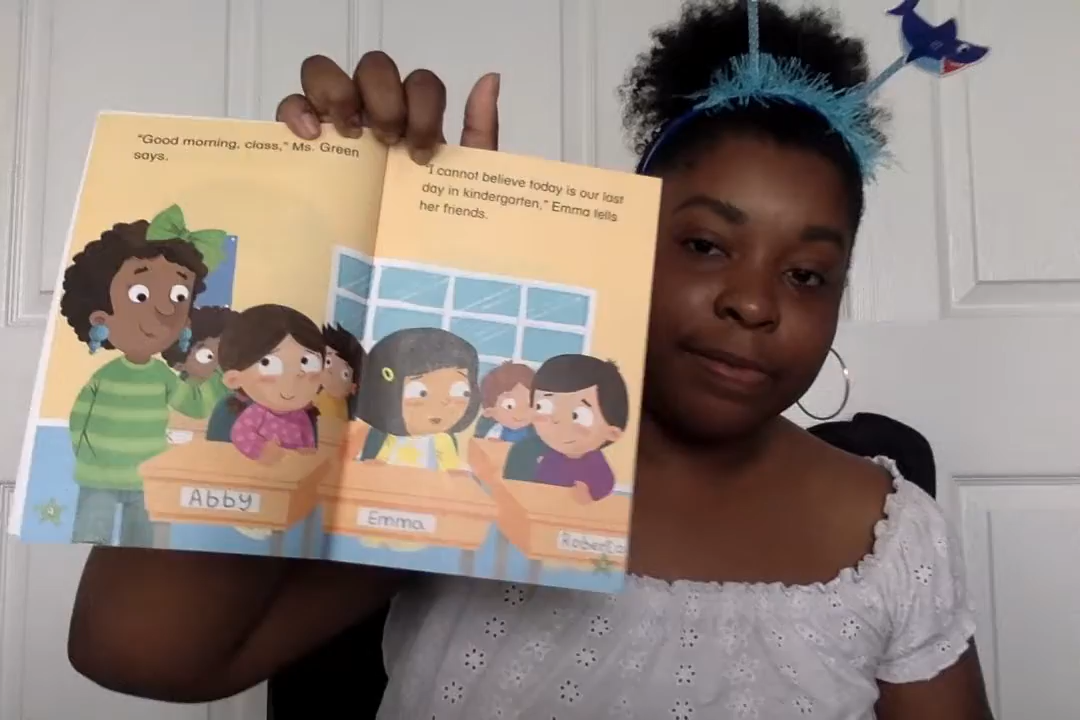 "Good morning, class," Ms. Green
says.
"I cannot believe today is our last
day in kindergarten," Emma tells
her friends.
Abby
Emma
Roberto